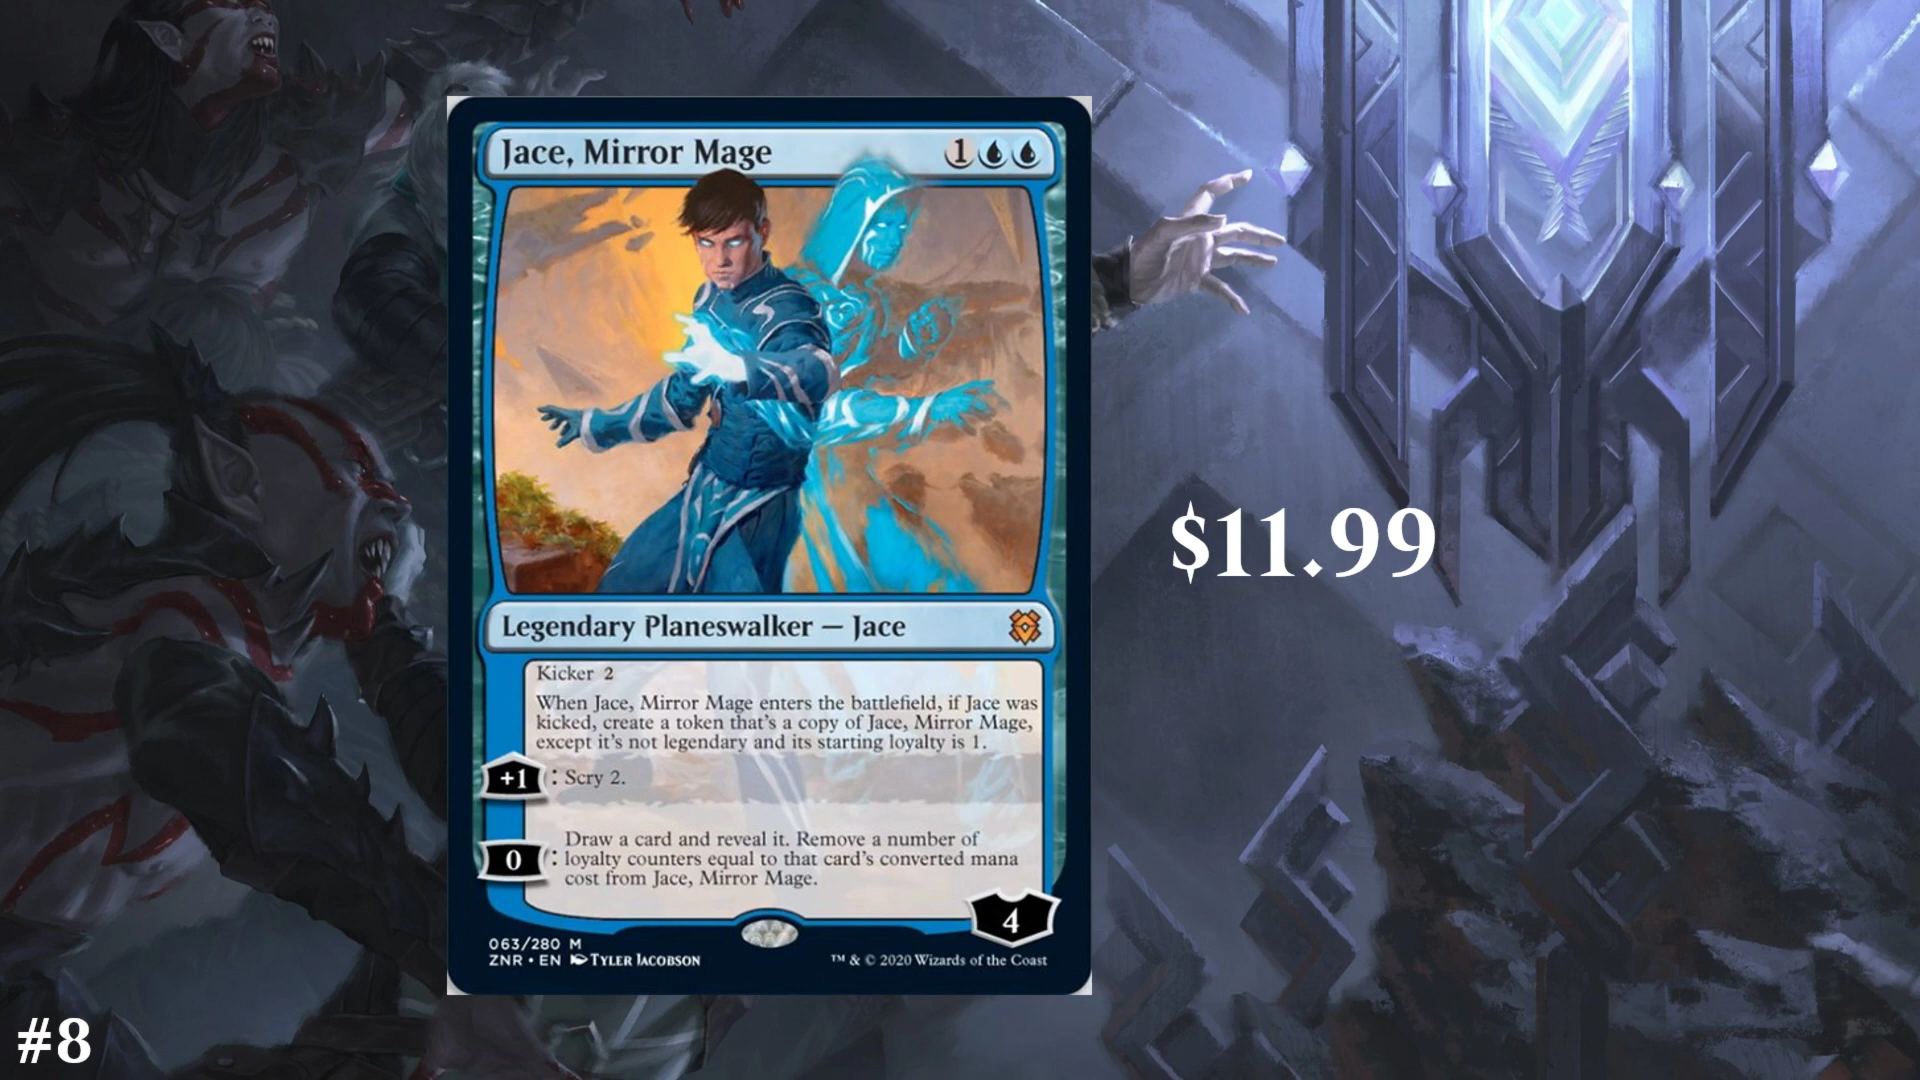 Jace, Mirror Mage 1
Legendary Planeswalker — Jace
Kicker 2
When Jace, Mirror Mage enters the battlefield, if Jace was
kicked, create a token that's a copy of Jace, Mirror Mage,
except it's not legendary and its starting loyalty is 1.
+1 : Scry 2.
Draw a card and reveal it. Remove a number of
0 : loyalty counters equal to that card's converted mana
cost from Jace, Mirror Mage.
4
063/280 M
ZNR • EN Tyler Jacobson
™ & © 2020 Wizards of the Coast
$11.99
#8